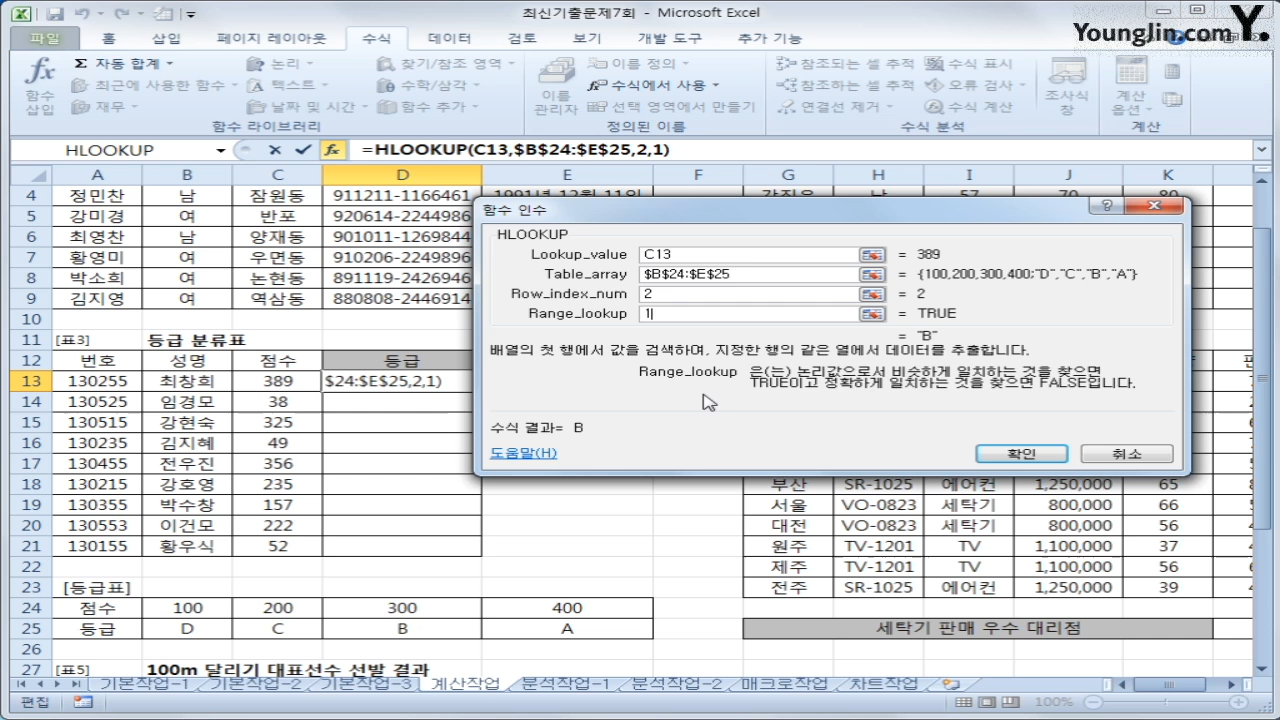 최신기출문제7회 - Microsoft Excel
Younglin.com Y.
파일 홈 삽입 페이지 레이아웃 수식 데이터 검토 보기 개발 도구 추가 기능
fx 함수 삽입
Σ 자동 합계
최근에 사용한 함수
재무
논리
텍스트
날짜 및 시간
찾기/참조 영역
수학/삼각
함수 추가
함수 라이브러리
이름 관리자
이름 정의
수식에서 사용
선택 영역에서 만들기
정의된 이름
참조되는 셀 추적
참조하는 셀 추적
연결선 제거
수식 표시
오류 검사
수식 계산
수식 분석
조사식 창
계산 옵션
계산
HLOOKUP fx =HLOOKUP(C13,$B$24:$E$25,2,1)
A B C D E F G H I J K
4 정민찬 남 잠원동 911211-1166461
5 강미경 여 반포 920614-2244986
6 최영찬 남 양재동 901011-1269844
7 황영미 여 우면동 910206-2249896
8 박소희 여 논현동 891119-2426946
9 김지영 여 역삼동 880808-2446914
10
11 [표3] 등급 분류표
12 번호 성명 점수 등급
13 130255 최창희 389 $24:$E$25,2,1)
14 130525 임경모 38
15 130515 강현숙 325
16 130235 김지혜 49
17 130455 전우진 356
18 130715 강호영 235 부산 SR-1025 에어컨 1,250,000 65
19 130355 박수창 157 서울 VO-0823 세탁기 800,000 66
20 130553 이건모 222 대전 VO-0823 세탁기 800,000 56
21 130155 황우식 52 원주 TV-1201 TV 1,100,000 37
22 제주 TV-1201 TV 1,100,000 56
23 [등급표] 전주 SR-1025 에어컨 1,250,000 39
24 점수 100 200 300 400
25 등급 D C B A 세탁기 판매 우수 대리점
26
27 [표5] 100m 달리기 대표선수 선발 결과
함수 인수
HLOOKUP
Lookup_value C13 = 389
Table_array $B$24:$E$25 = {100,200,300,400;"D","C","B","A"}
Row_index_num 2 = 2
Range_lookup 1 = TRUE
= "B"
배열의 첫 행에서 값을 검색하며, 지정한 행의 같은 열에서 데이터를 추출합니다.
Range_lookup 은(는) 논리값으로서 비슷하게 일치하는 것을 찾으면
TRUE이고 정확하게 일치하는 것을 찾으면 FALSE입니다.
수식 결과= B
도움말(H) 확인 취소
기본작업-1 기본작업-2 기본작업-3 계산작업 분석작업-1 분석작업-2 매크로작업 차트작업
편집 100%